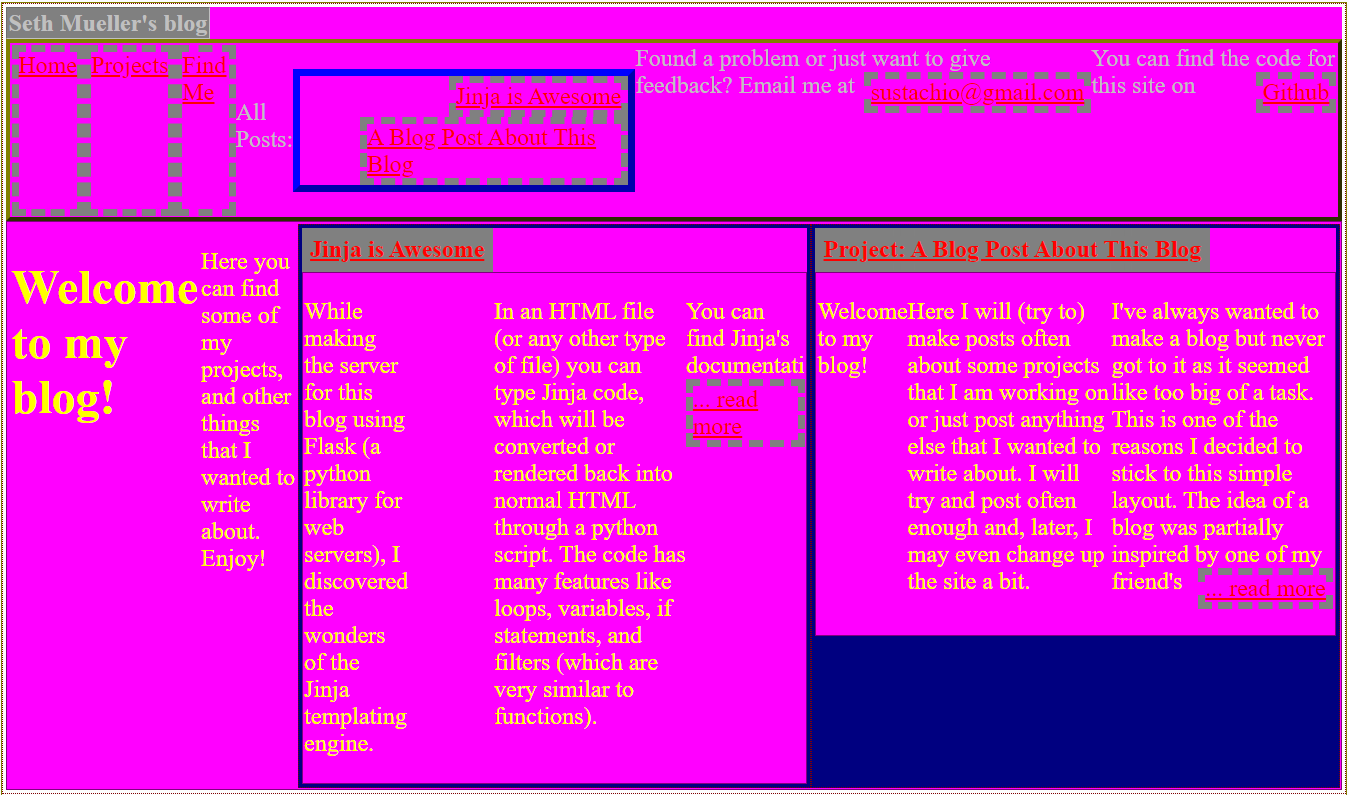 Seth Mueller's blog
Home
Projects
Find
Me
All
Posts:
Jinja is Awesome
A Blog Post About This
Blog
Found a problem or just want to give
feedback? Email me at sustachio@gmail.com
You can find the code for
this site on Github
Welcome
to my
blog!
Here you
can find
some of
my
projects,
and other
things
that I
wanted to
write
about.
Enjoy!
Jinja is Awesome
While
making
the server
for this
blog using
Flask (a
python
library for
web
servers), I
discovered
the
wonders
of the
Jinja
templating
engine.
In an HTML file
(or any other type
of file) you can
type Jinja code,
which will be
converted or
rendered back into
normal HTML
through a python
script. The code has
many features like
loops, variables, if
statements, and
filters (which are
very similar to
functions).
You can
find Jinja's
documentati
... read
more
Project: A Blog Post About This Blog
Welcome
to my
blog!
Here I will (try to)
make posts often
about some projects
that I am working on
or just post anything
else that I wanted to
write about. I will
try and post often
enough and, later, I
may even change up
the site a bit.
I've always wanted to
make a blog but never
got to it as it seemed
like too big of a task.
This is one of the
reasons I decided to
stick to this simple
layout. The idea of a
blog was partially
inspired by one of my
friend's ... read more